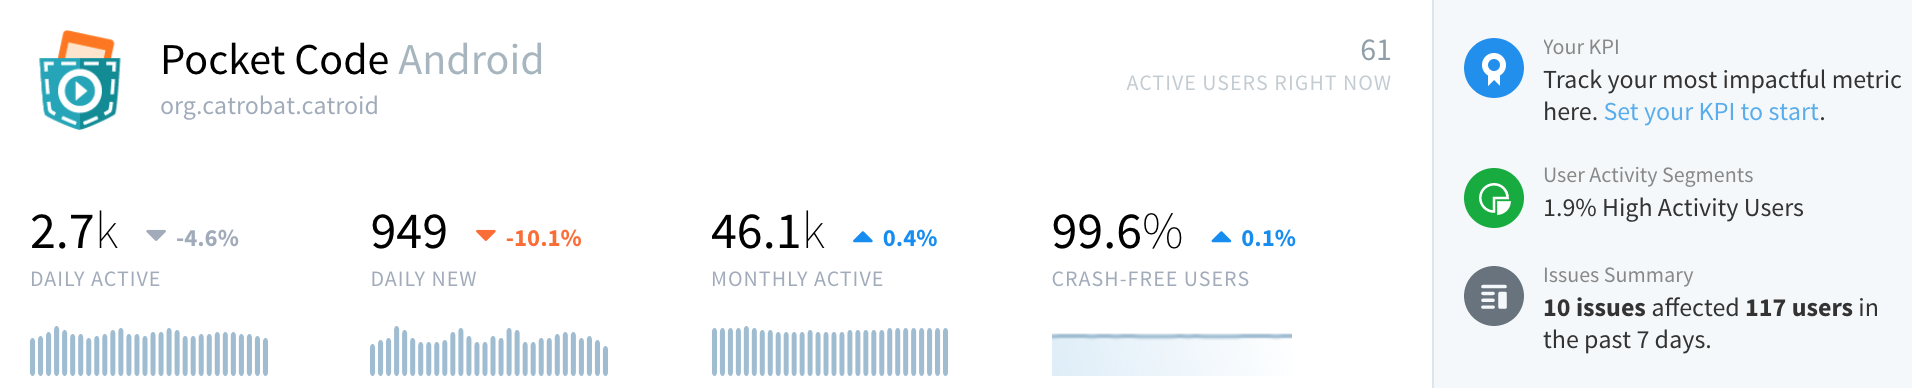 Pocket Code Android
org.catrobat.catroid
61
ACTIVE USERS RIGHT NOW
2.7k -4.6%
DAILY ACTIVE
949 -10.1%
DAILY NEW
46.1k 0.4%
MONTHLY ACTIVE
99.6% 0.1%
CRASH-FREE USERS
Your KPI
Track your most impactful metric
here. Set your KPI to start.
User Activity Segments
1.9% High Activity Users
Issues Summary
10 issues affected 117 users in
the past 7 days.